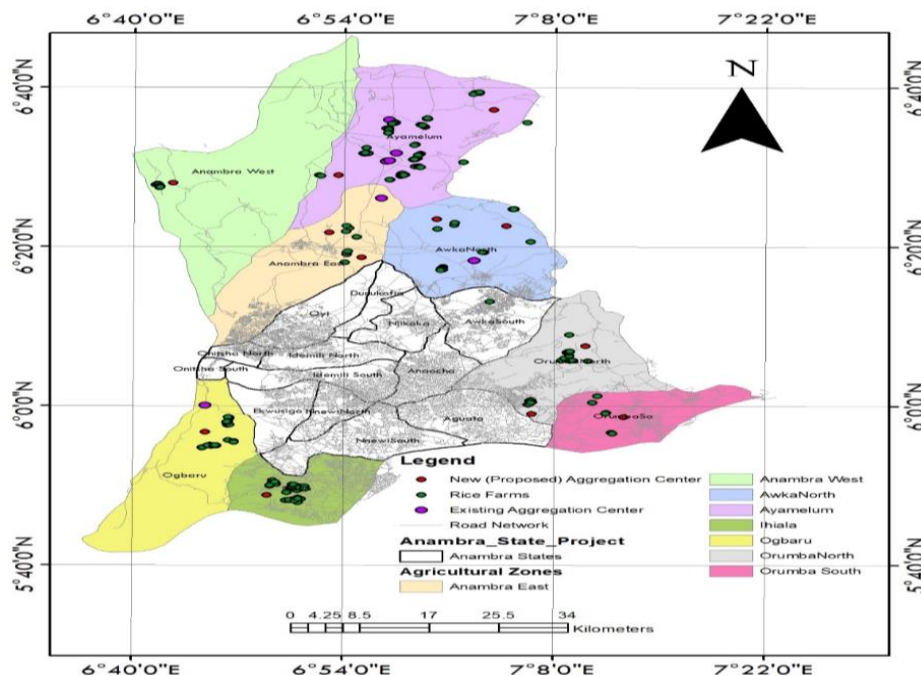 6°40'0"E 6°54'0"E 7°8'0"E 7°22'0"E
N
6°40'0"N 6°40'0"N
Ayamelum
Anambra West
6°20'0"N 6°20'0"N
AwkaNorth
Anambra East
Dunukofia
Oyi
Njikoka
AwkaSouth
Onitsha North
Idemili North
Orumba North
Onitsha South
Idemili South
Anaocha
6°0'0"N 6°0'0"N
Ekwusigo
NnewiNorth
Aguata
OrumbaSo
NnewiSouth
Ogbaru
Legend
New (Proposed) Aggregation Center
Rice Farms
Existing Aggregation Center
Road Network
Anambra_State_Project
Anambra States
Agricultural Zones
Anambra East
Anambra West
AwkaNorth
Ayamelum
Ihiala
Ogbaru
OrumbaNorth
Orumba South
5°40'0"N 5°40'0"N
0 4.25 8.5 17 25.5 34
Kilometers
6°40'0"E 6°54'0"E 7°8'0"E 7°22'0"E